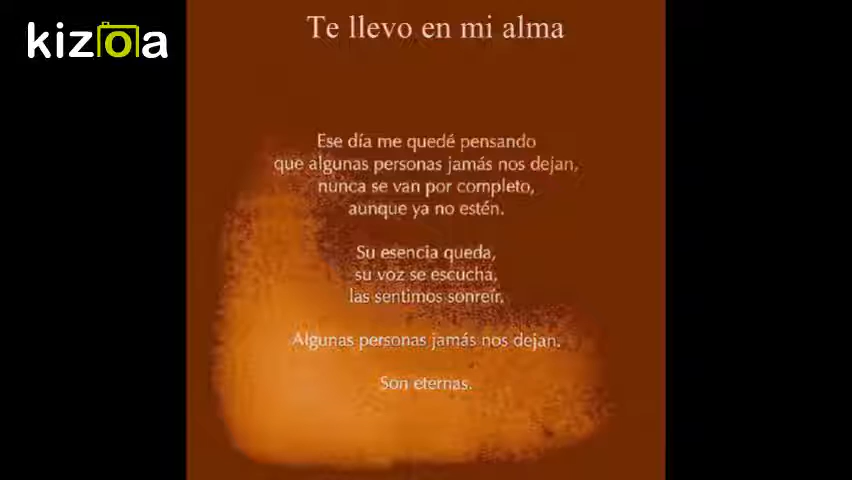 kizoa
Te llevo en mi alma
Ese día me quedé pensando
que algunas personas jamás nos dejan,
nunca se van por completo,
aunque ya no estén.
Su esencia queda,
su voz se escucha,
las sentimos sonreír.
Algunas personas jamás nos dejan.
Son eternas.